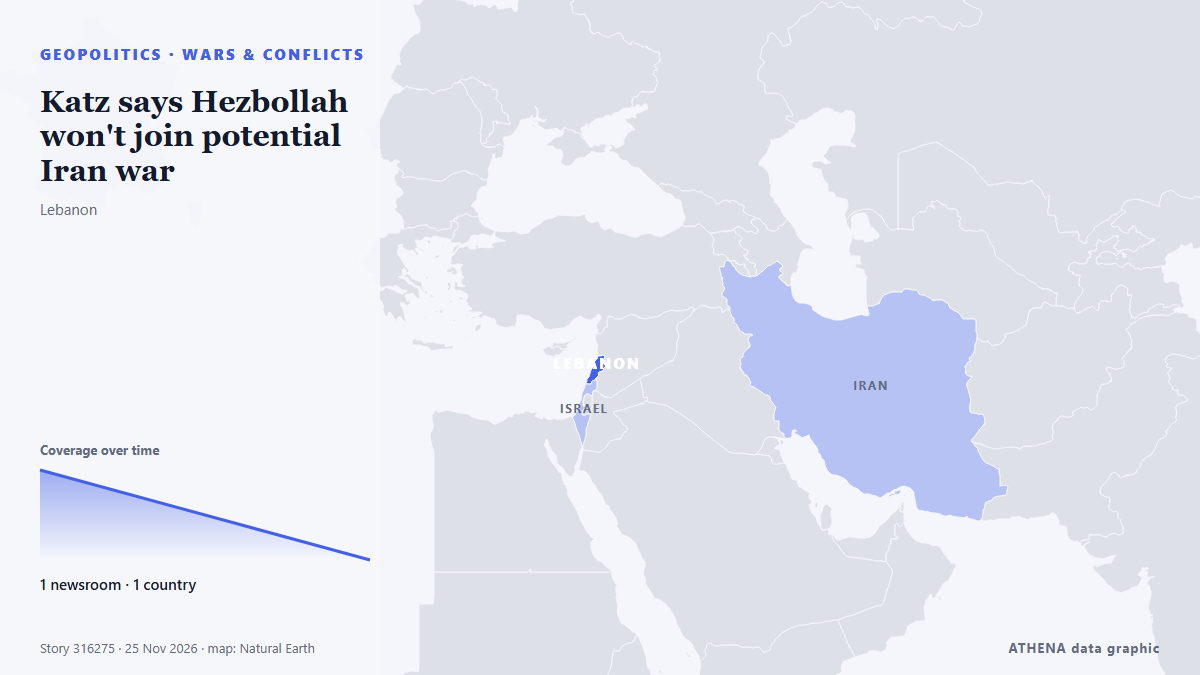 GEOPOLITICS · WARS & CONFLICTS
Katz says Hezbollah
won't join potential
Iran war
Lebanon
LEBANON
ISRAEL
IRAN
Coverage over time
1 newsroom · 1 country
Story 316275 · 25 Nov 2026 · map: Natural Earth
ATHENA data graphic